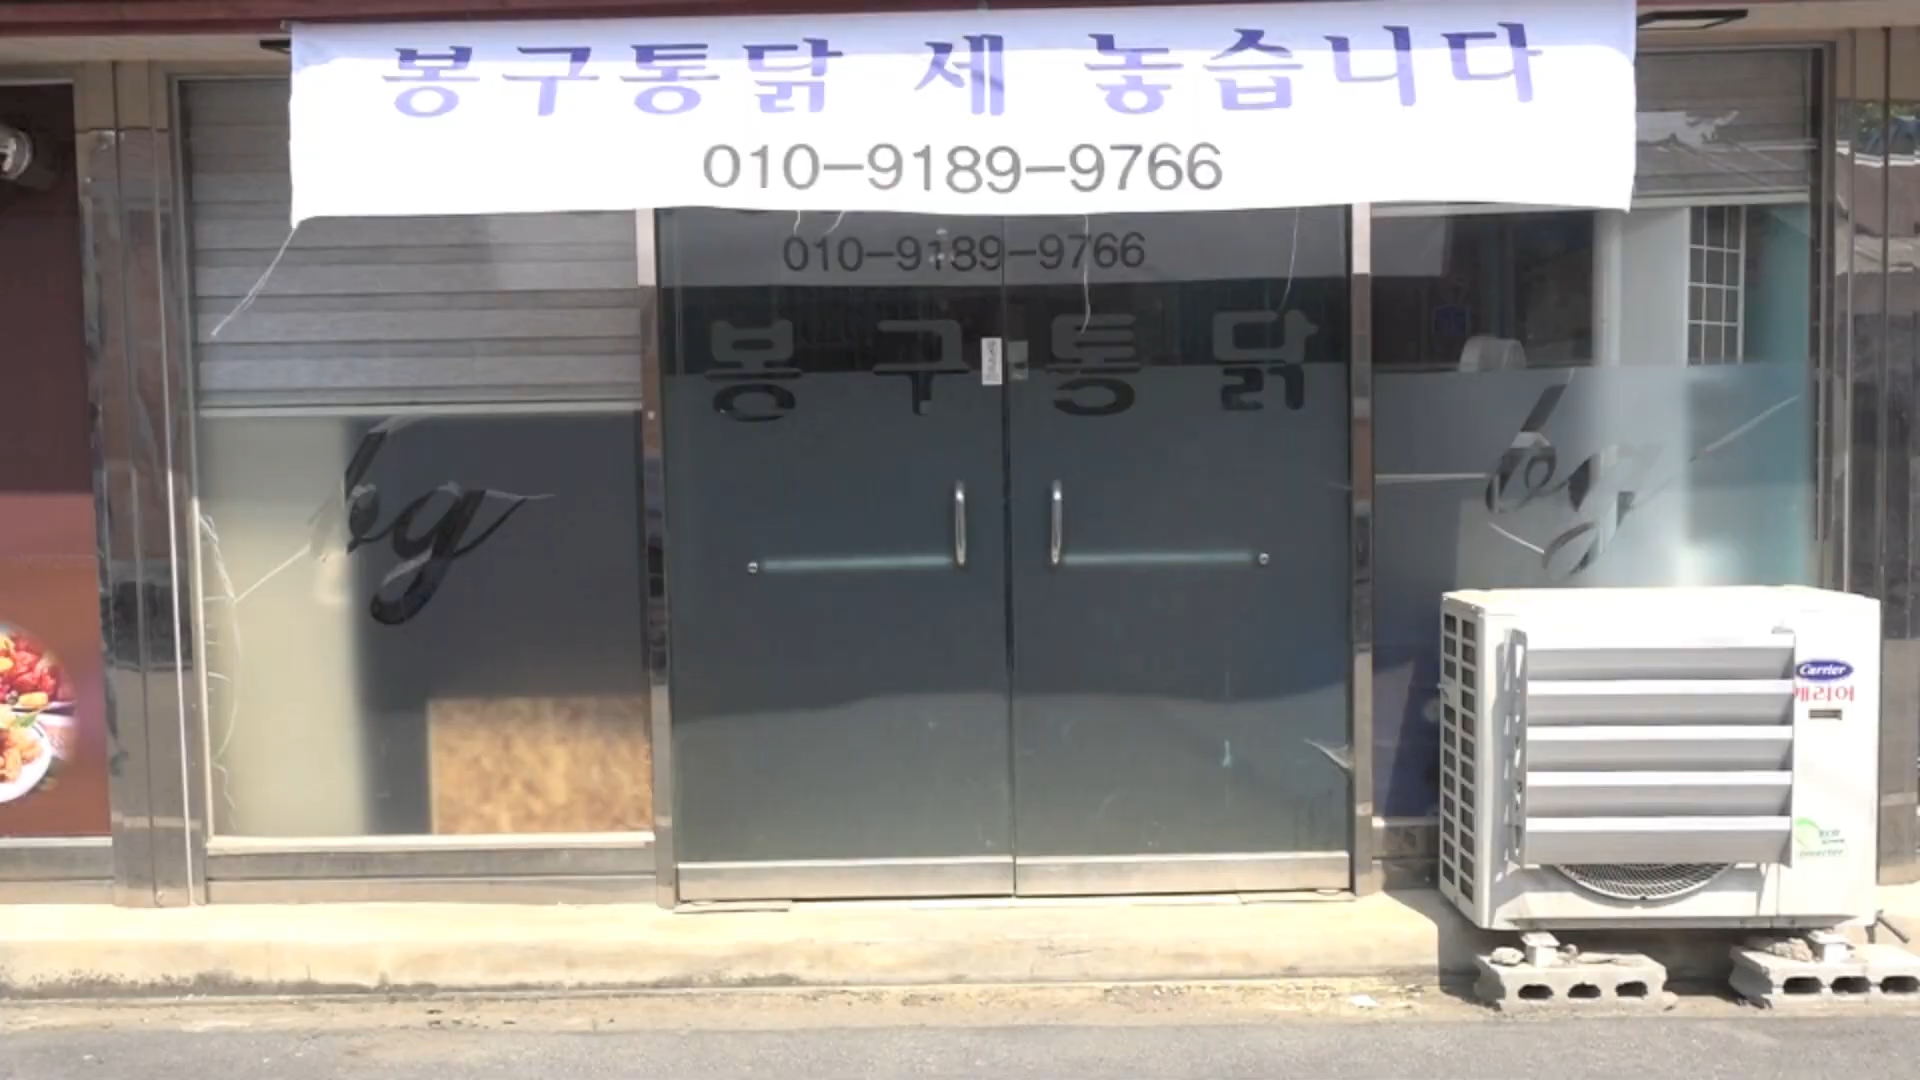 봉구통닭 세 놓습니다
010-9189-9766
010-9189-9766
봉구통닭
bg
bg
Carrier
캐리어